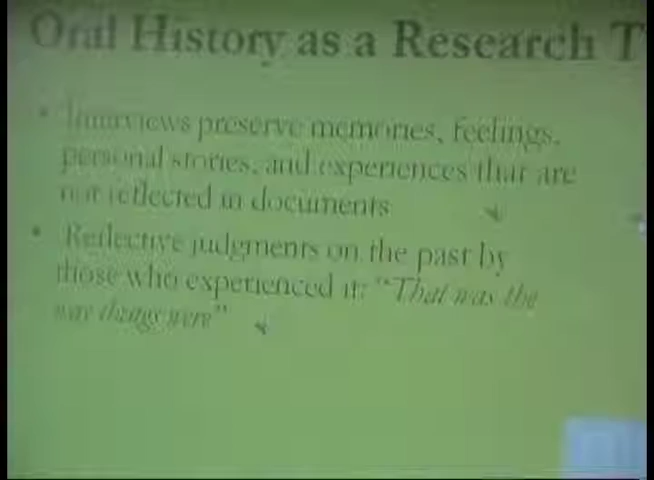 Oral History as a Research T
• Interviews preserve memories, feelings,
personal stories, and experiences that are
not reflected in documents
• Reflective judgments on the past by
those who experienced it: "That was the
way things were"